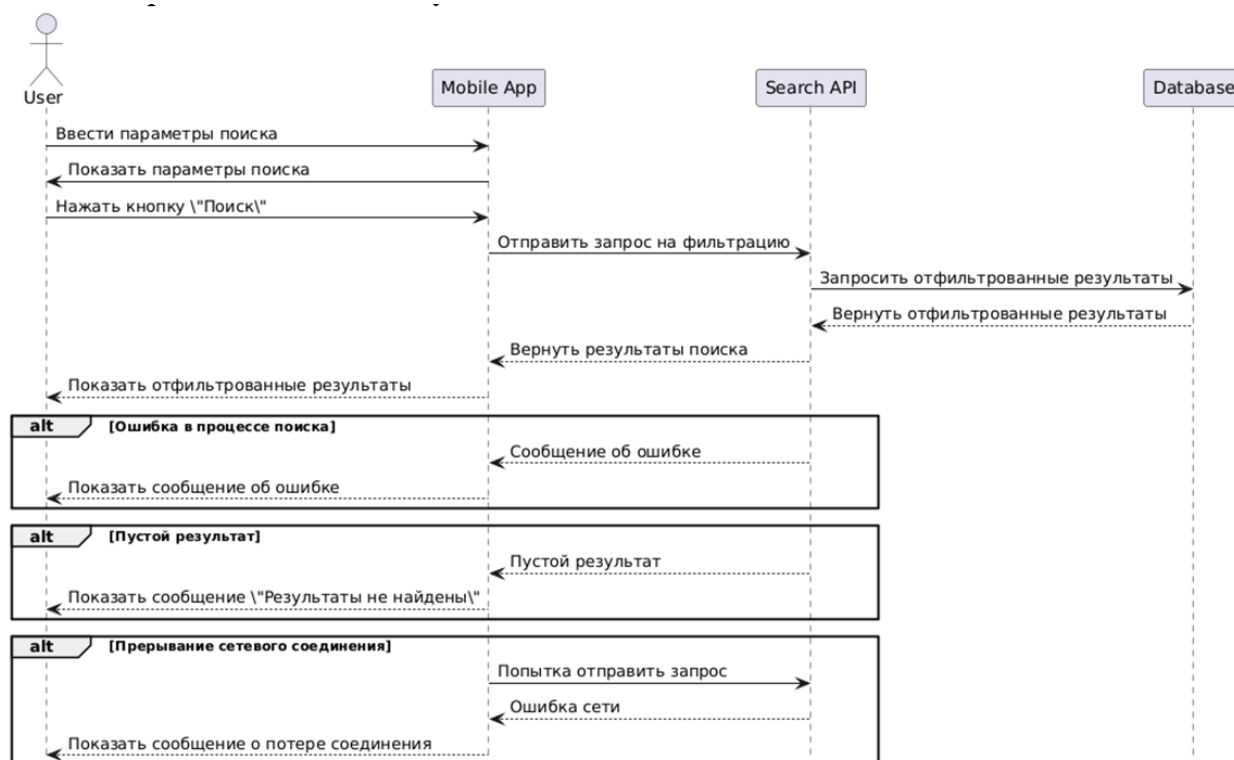 User
Mobile App
Search API
Database
Ввести параметры поиска
Показать параметры поиска
Нажать кнопку \"Поиск\"
Отправить запрос на фильтрацию
Запросить отфильтрованные результаты
Вернуть отфильтрованные результаты
Вернуть результаты поиска
Показать отфильтрованные результаты
alt [Ошибка в процессе поиска]
Сообщение об ошибке
Показать сообщение об ошибке
alt [Пустой результат]
Пустой результат
Показать сообщение \"Результаты не найдены\"
alt [Прерывание сетевого соединения]
Попытка отправить запрос
Ошибка сети
Показать сообщение о потере соединения